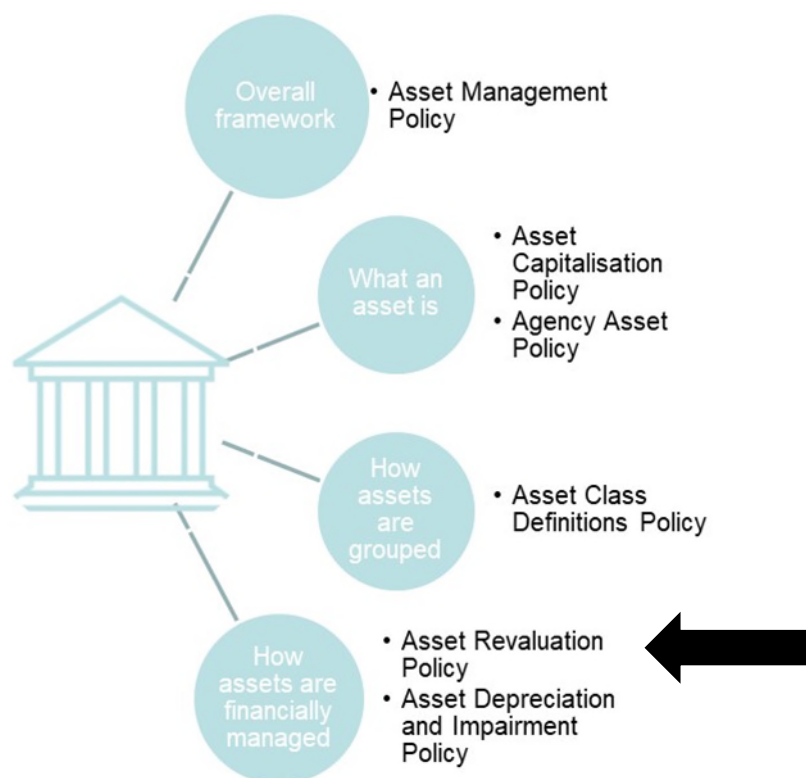 Overall
framework
• Asset Management
Policy
What an
asset is
• Asset
Capitalisation
Policy
• Agency Asset
Policy
How
assets
are
grouped
• Asset Class
Definitions Policy
How
assets are
financially
managed
• Asset Revaluation
Policy
• Asset Depreciation
and Impairment
Policy